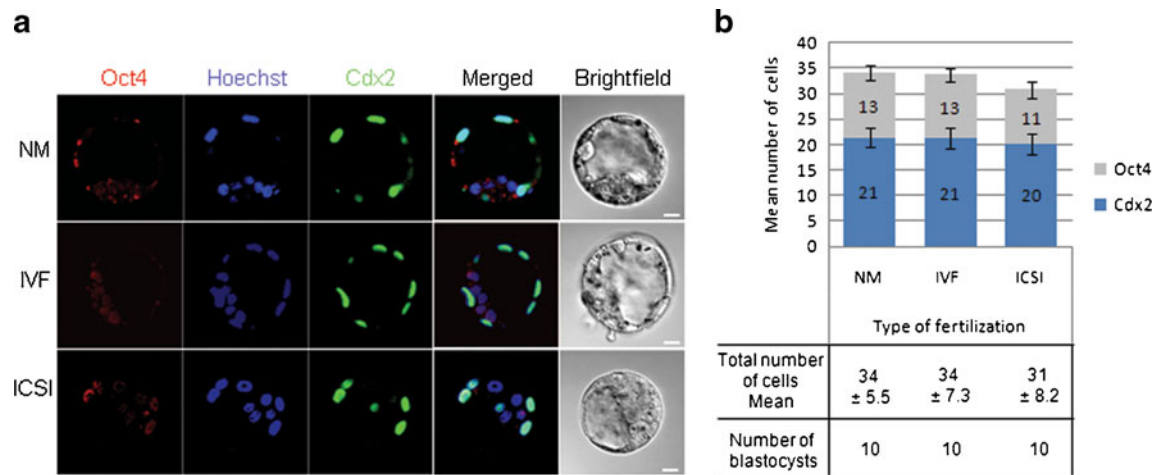 a
Oct4 Hoechst Cdx2 Merged Brightfield
NM
IVF
ICSI
b
Mean number of cells
40
35
30
25
20
15
10
5
0
13 13 11
21 21 20
Oct4
Cdx2
NM IVF ICSI
Type of fertilization
Total number
of cells
Mean
34
± 5.5
34
± 7.3
31
± 8.2
Number of
blastocysts
10 10 10